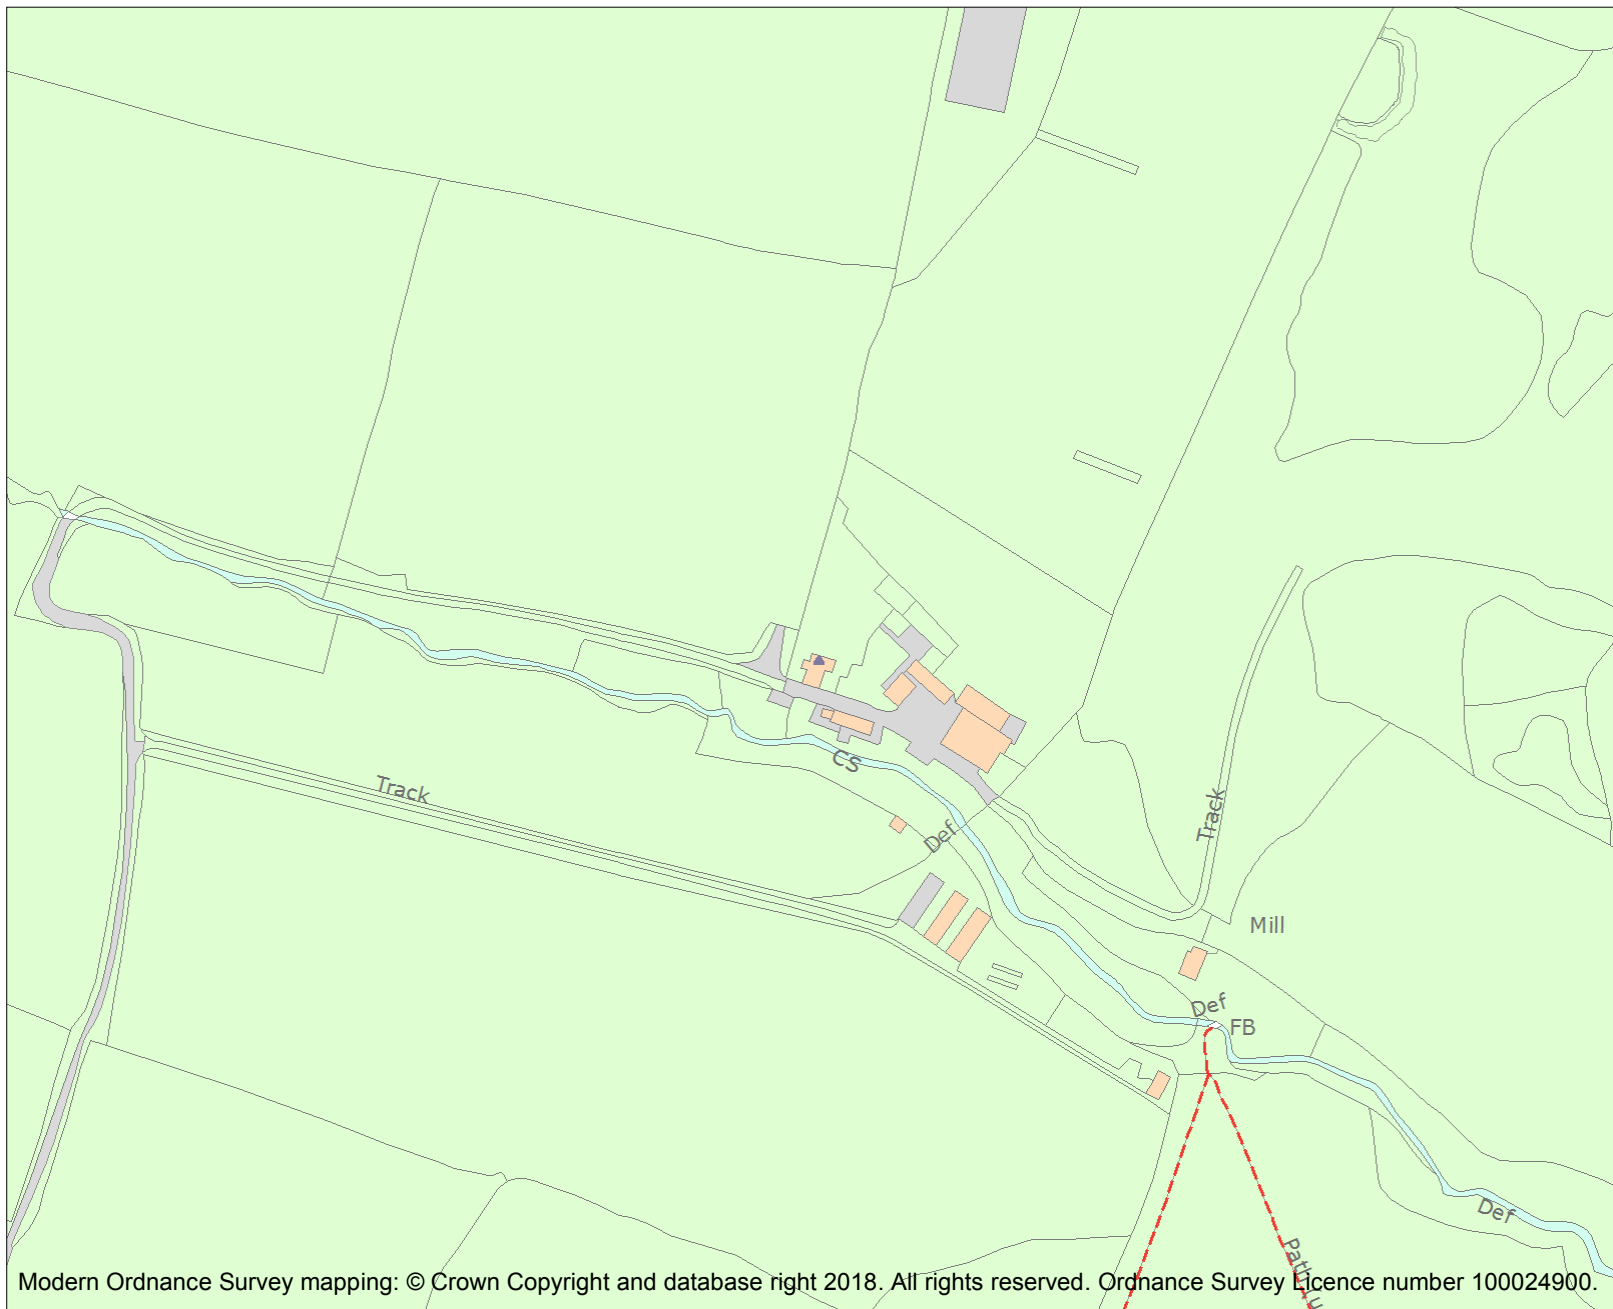 Track
CS
Def
Track
Mill
Def
FB
Def
Path (u
Modern Ordnance Survey mapping: © Crown Copyright and database right 2018. All rights reserved. Ordnance Survey Licence number 100024900.